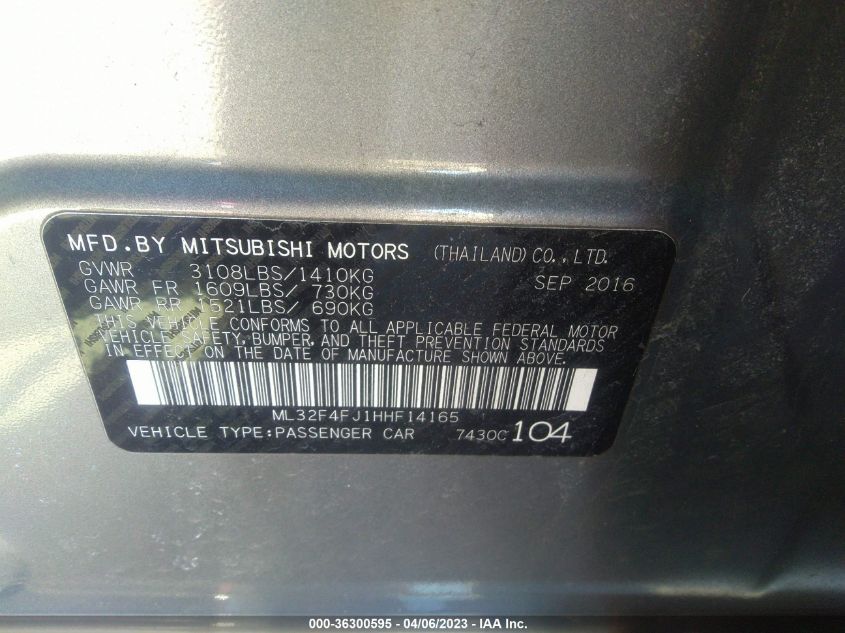 MFD.BY MITSUBISHI MOTORS (THAILAND) CO., LTD.
GVWR 3108LBS/1410KG SEP 2016
GAWR FR 1609LBS/ 730KG
GAWR RR 1521LBS/ 690KG
THIS VEHICLE CONFORMS TO ALL APPLICABLE FEDERAL MOTOR
VEHICLE SAFETY, BUMPER, AND THEFT PREVENTION STANDARDS
IN EFFECT ON THE DATE OF MANUFACTURE SHOWN ABOVE.
ML32F4FJ1HHF14165
VEHICLE TYPE:PASSENGER CAR 7430C 104
000-36300595 - 04/06/2023 - IAA Inc.